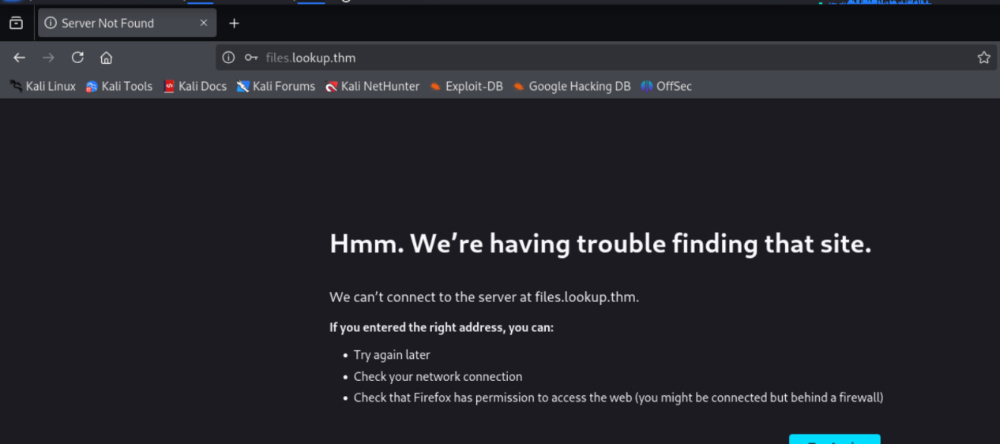 Server Not Found
files.lookup.thm
Kali Linux Kali Tools Kali Docs Kali Forums Kali NetHunter Exploit-DB Google Hacking DB OffSec
Hmm. We're having trouble finding that site.
We can't connect to the server at files.lookup.thm.
If you entered the right address, you can:
• Try again later
• Check your network connection
• Check that Firefox has permission to access the web (you might be connected but behind a firewall)